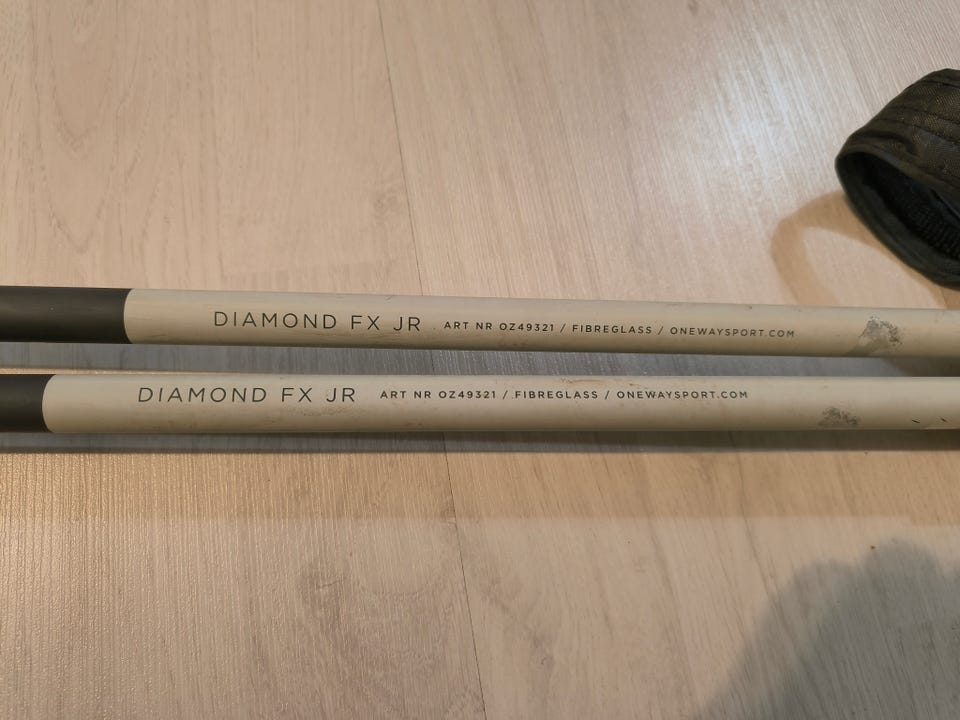 DIAMOND FX JR ART NR OZ49321 / FIBREGLASS / ONEWAYSPORT.COM
DIAMOND FX JR ART NR OZ49321 / FIBREGLASS / ONEWAYSPORT.COM